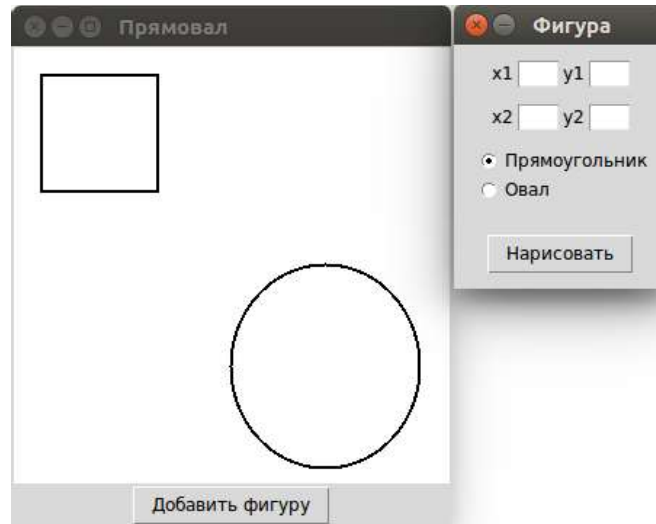 Прямовал
Добавить фигуру
Фигура
x1 y1
x2 y2
Прямоугольник
Овал
Нарисовать